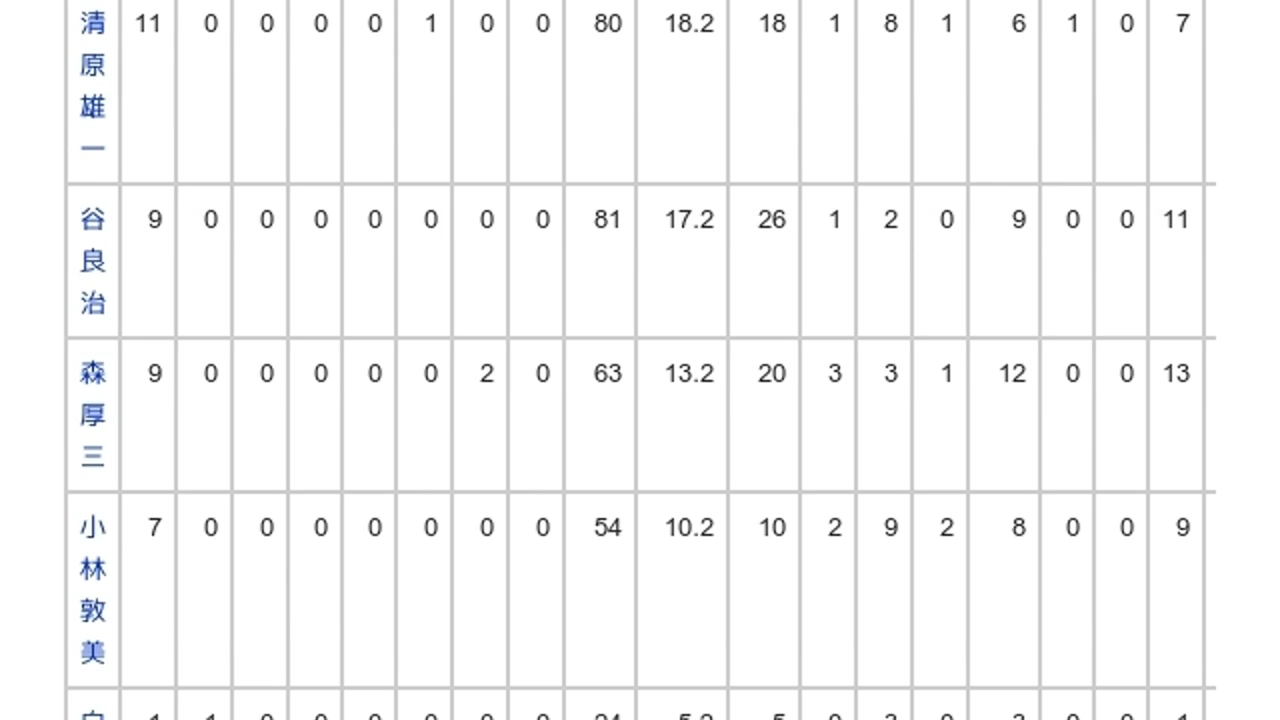 清原雄一 11 0 0 0 0 1 0 0 80 18.2 18 1 8 1 6 1 0 7
谷良治 9 0 0 0 0 0 0 0 81 17.2 26 1 2 0 9 0 0 11
森厚三 9 0 0 0 0 0 2 0 63 13.2 20 3 3 1 12 0 0 13
小林敦美 7 0 0 0 0 0 0 0 54 10.2 10 2 9 2 8 0 0 9